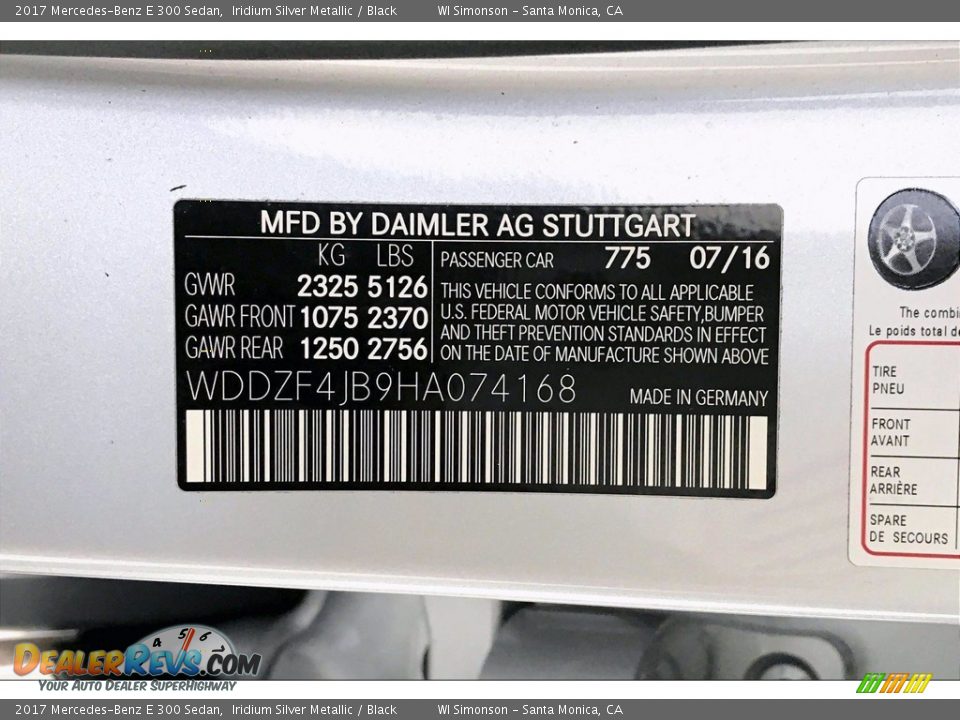 2017 Mercedes-Benz E 300 Sedan, Iridium Silver Metallic / Black WI Simonson - Santa Monica, CA
MFD BY DAIMLER AG STUTTGART
KG LBS
GVWR 2325 5126
GAWR FRONT 1075 2370
GAWR REAR 1250 2756
PASSENGER CAR 775 07/16
THIS VEHICLE CONFORMS TO ALL APPLICABLE
U.S. FEDERAL MOTOR VEHICLE SAFETY,BUMPER
AND THEFT PREVENTION STANDARDS IN EFFECT
ON THE DATE OF MANUFACTURE SHOWN ABOVE
WDDZF4JB9HA074168 MADE IN GERMANY
The combi
Le poids total de
TIRE
PNEU
FRONT
AVANT
REAR
ARRIÈRE
SPARE
DE SECOURS
4 5 6
DEALERREVS.COM
YOUR AUTO DEALER SUPERHIGHWAY
2017 Mercedes-Benz E 300 Sedan, Iridium Silver Metallic / Black WI Simonson - Santa Monica, CA